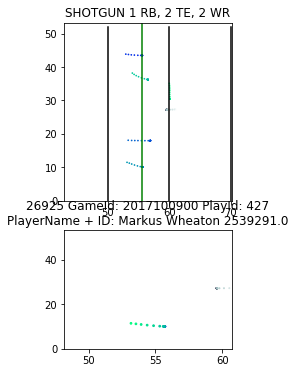 SHOTGUN 1 RB, 2 TE, 2 WR
50
40
30
20
10
0
50 60 70
26925 GameId: 2017100900 PlayId: 427
PlayerName + ID: Markus Wheaton 2539291.0
40
20
0
50 55 60